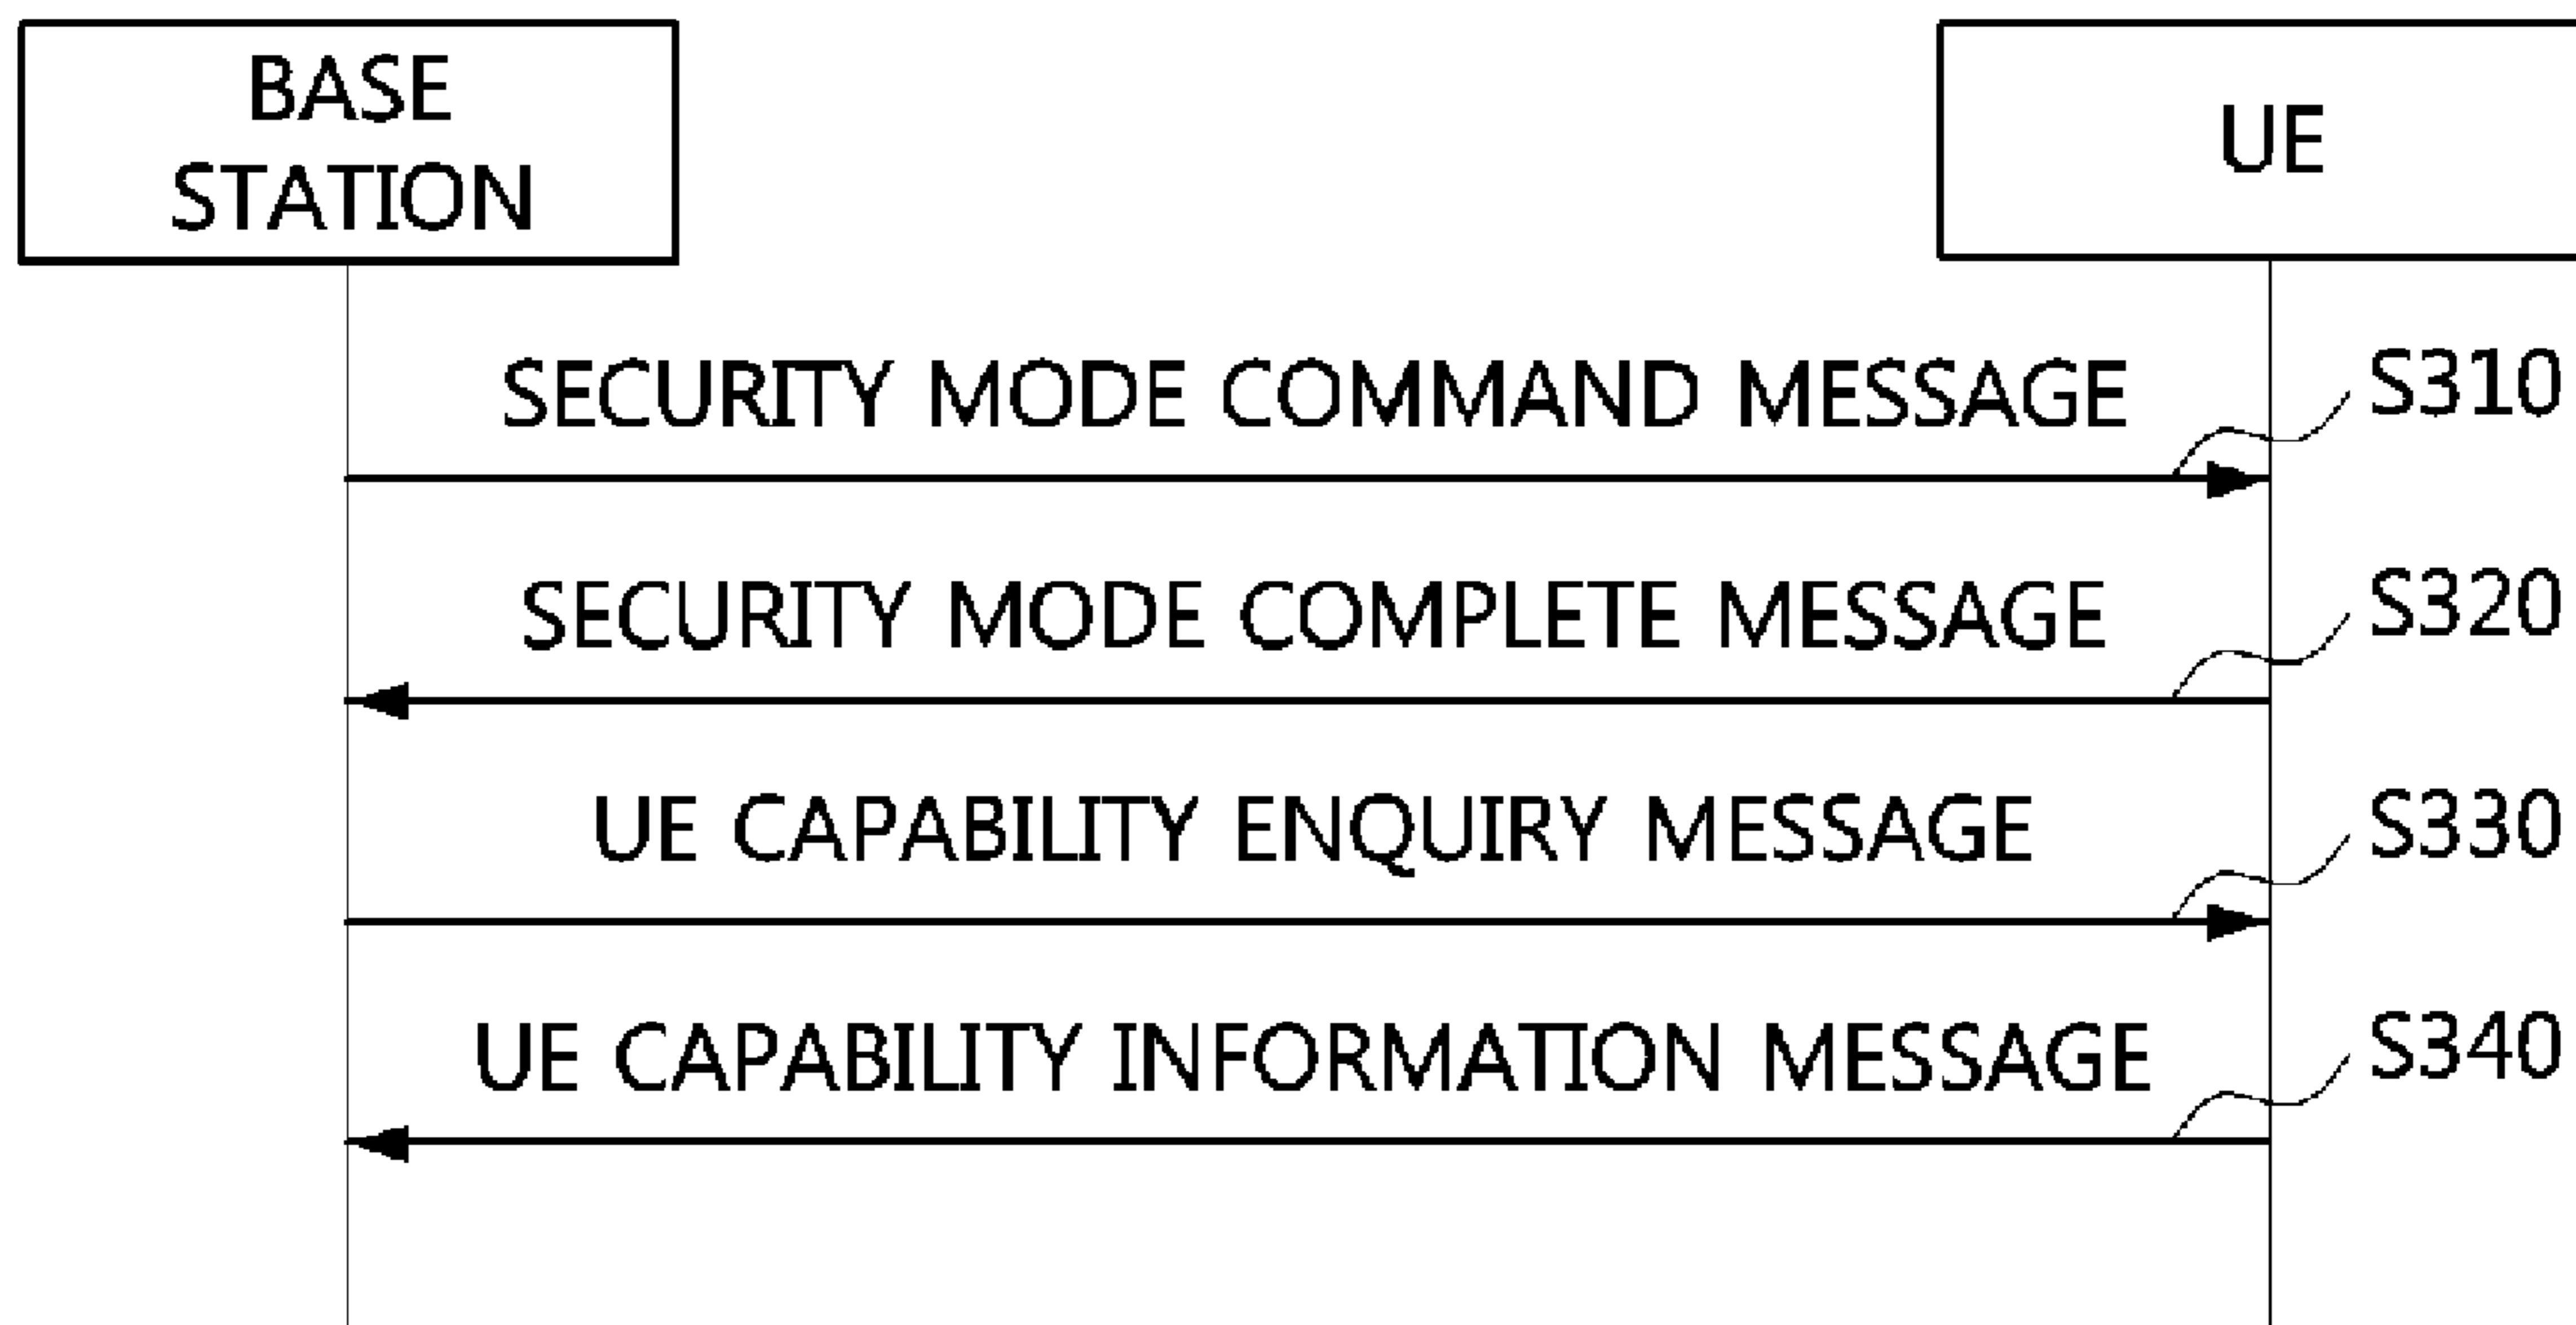 BASE
STATION
UE
SECURITY MODE COMMAND MESSAGE
S310
SECURITY MODE COMPLETE MESSAGE
S320
UE CAPABILITY ENQUIRY MESSAGE
S330
UE CAPABILITY INFORMATION MESSAGE
S340